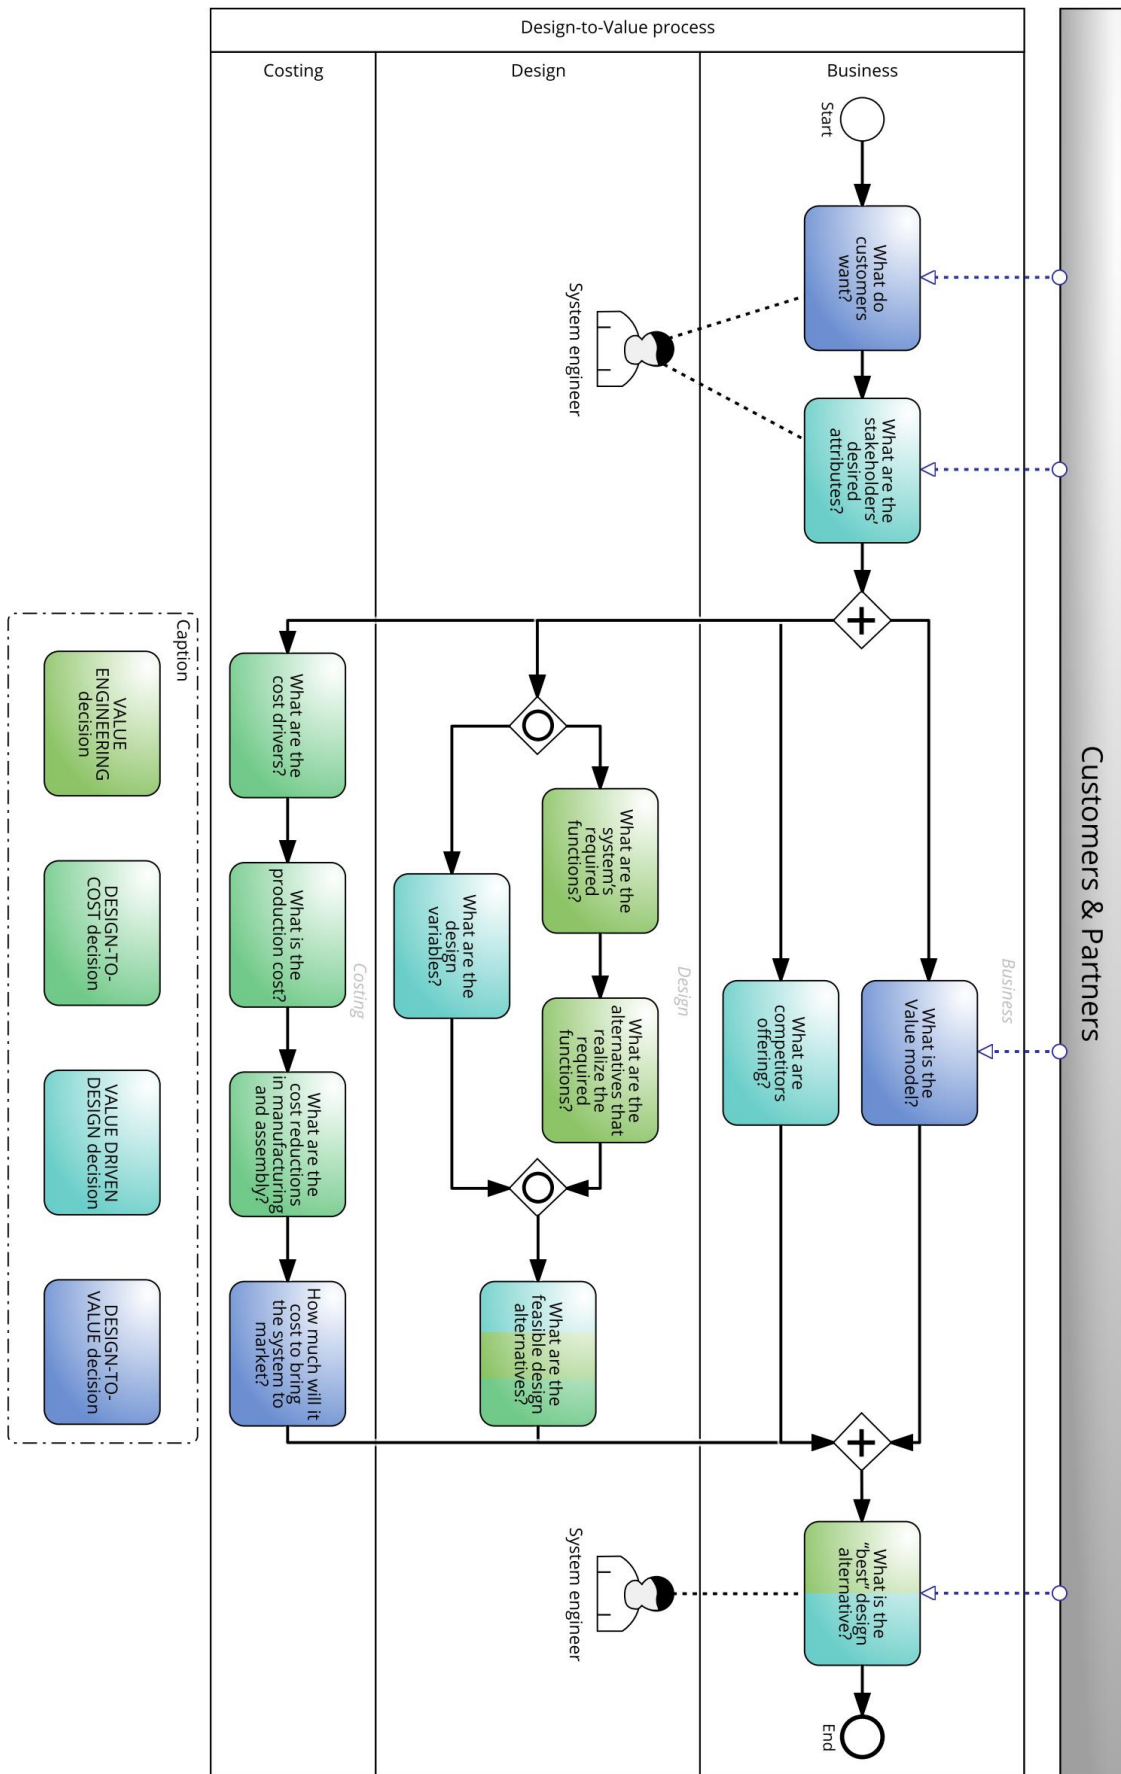 Customers & Partners
Design-to-Value process
Business
Design
Costing
Start
What do
customers
want?
What are the
stakeholders’
desired
attributes?
System engineer
Business
What is the
Value model?
What are
competitors
offering?
Design
What are the
system’s
required
functions?
What are the
alternatives that
realize the
required
functions?
What are the
design
variables?
What are the
feasible design
alternatives?
Costing
What are the
cost drivers?
What is the
production cost?
What are the
cost reductions
in manufacturing
and assembly?
How much will it
cost to bring
the system to
market?
What is the
“best” design
alternative?
System engineer
End
Caption
VALUE
ENGINEERING
decision
DESIGN-TO-
COST decision
VALUE DRIVEN
DESIGN decision
DESIGN-TO-
VALUE decision